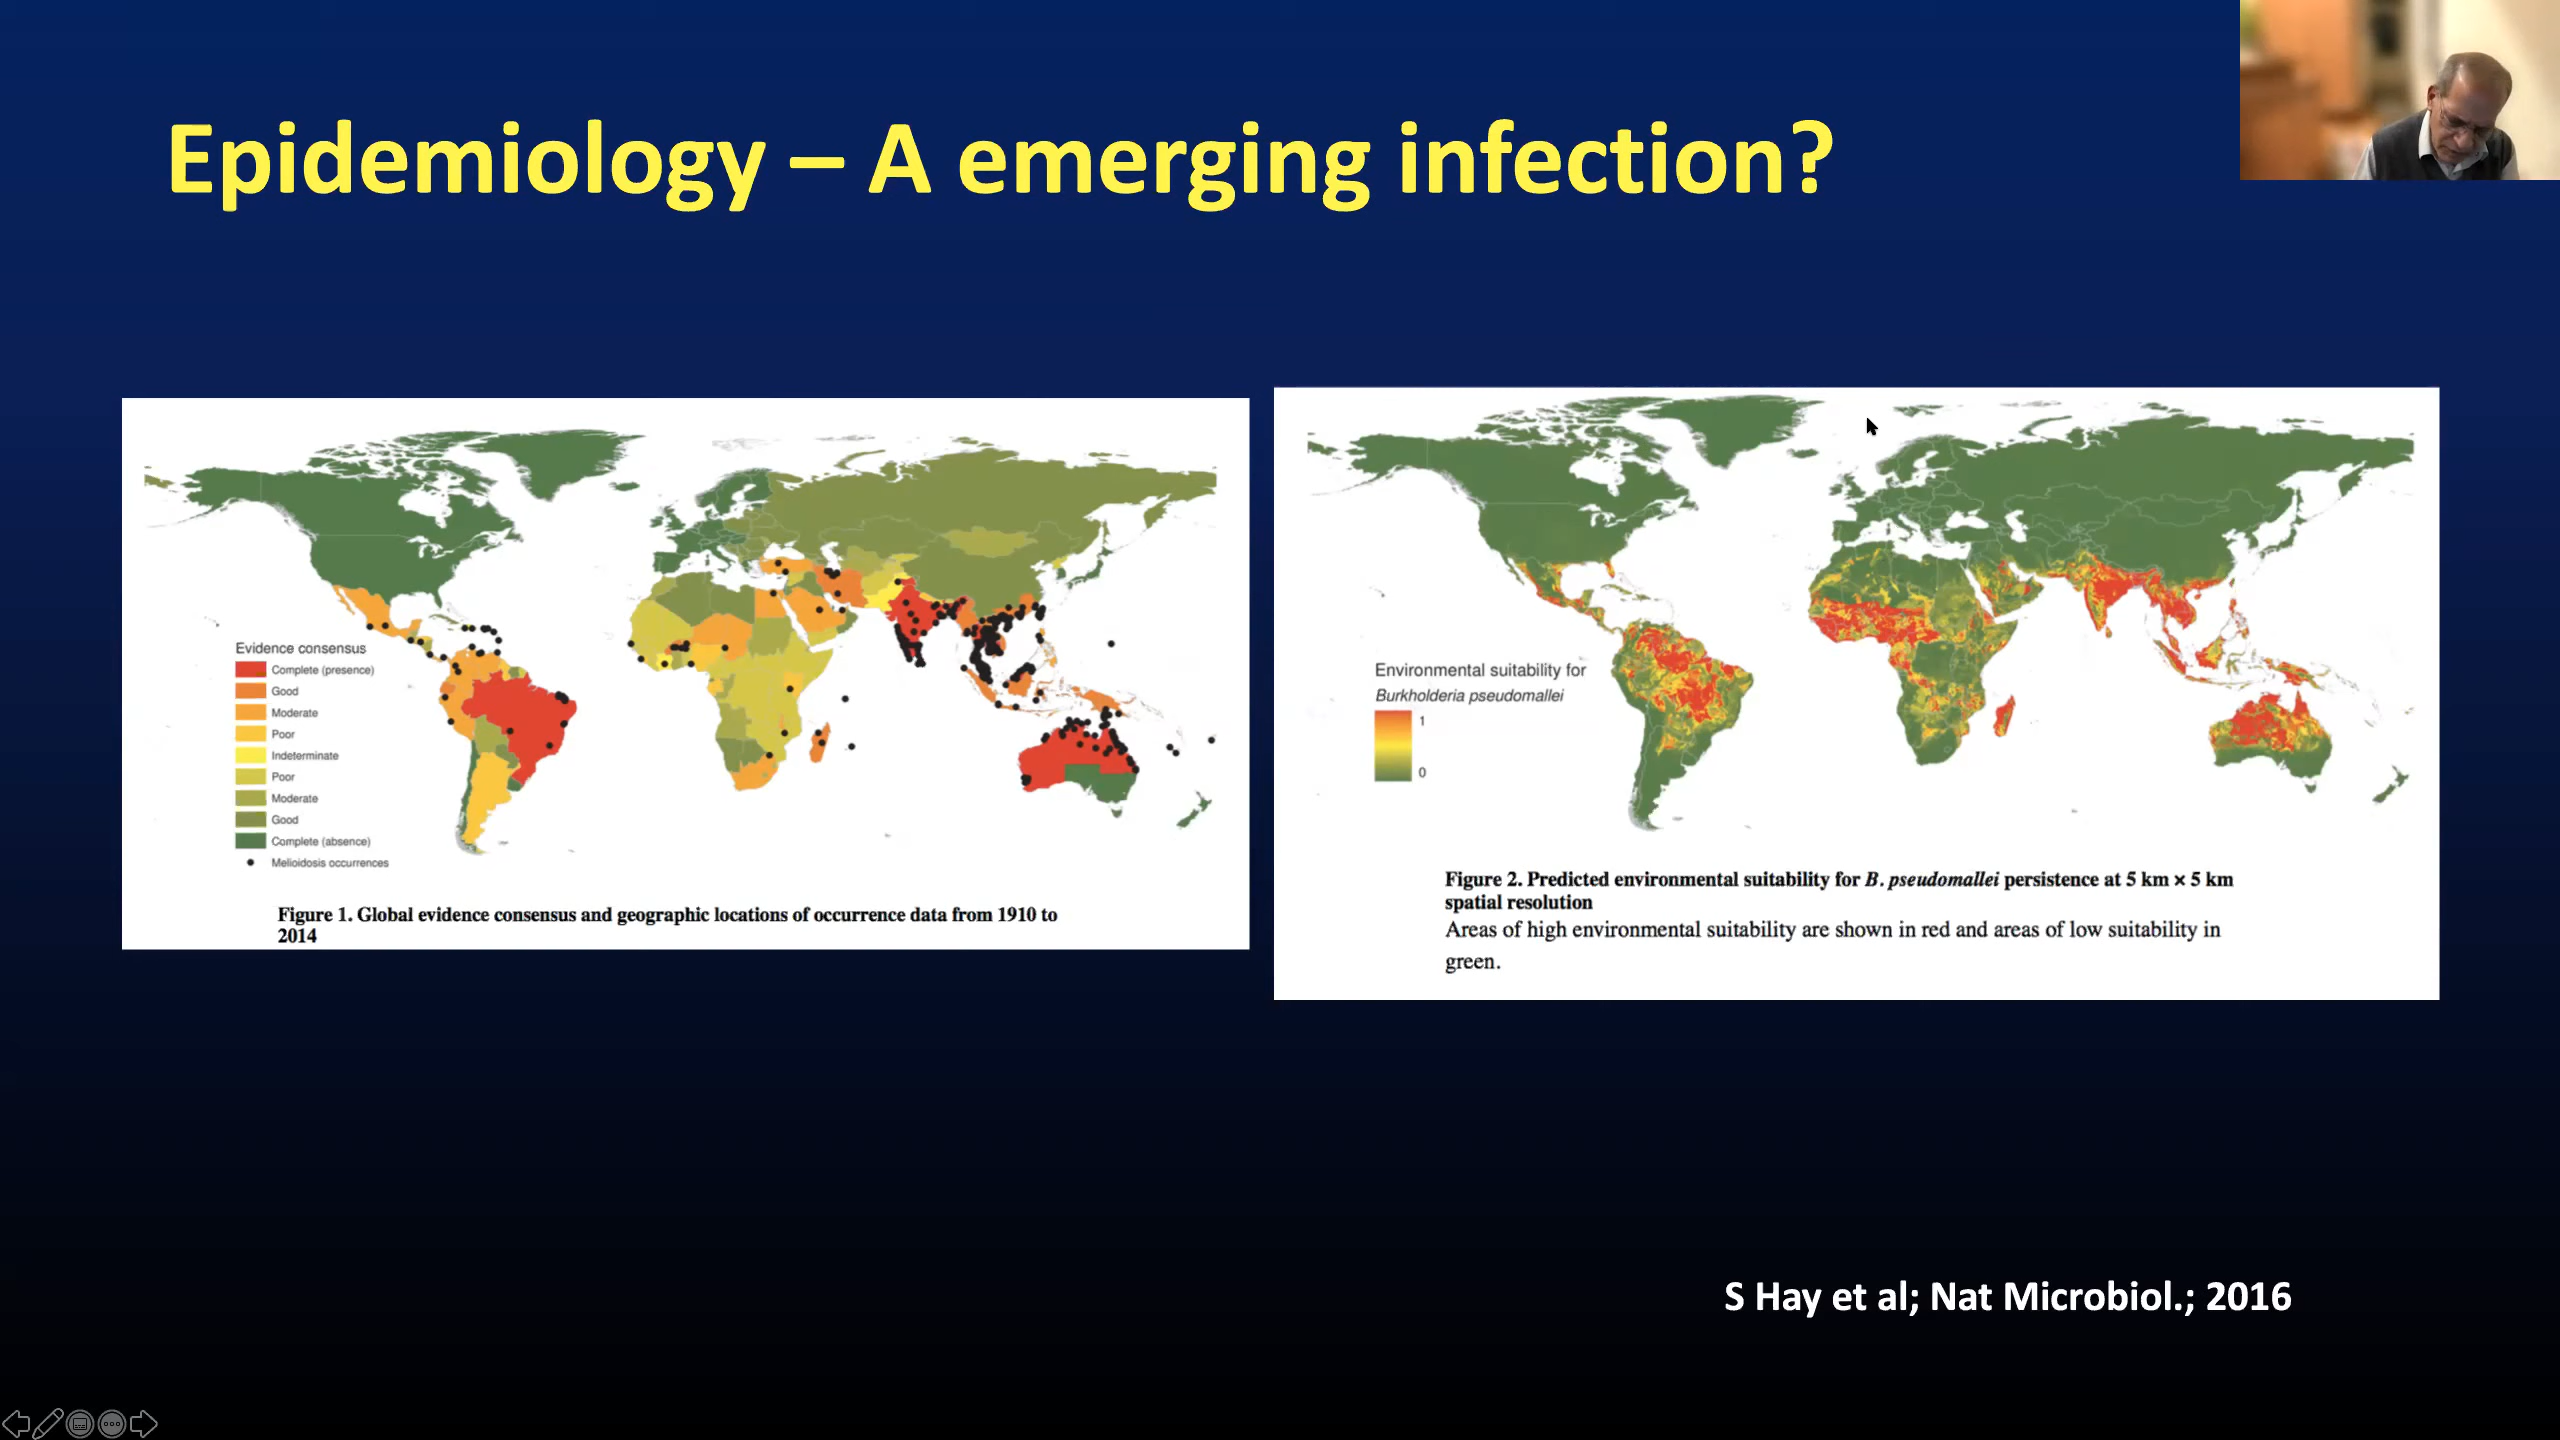 Epidemiology – A emerging infection?
Evidence consensus
Complete (presence)
Good
Moderate
Poor
Indeterminate
Poor
Moderate
Good
Complete (absence)
Melioidosis occurrences
Figure 1. Global evidence consensus and geographic locations of occurrence data from 1910 to
2014
Environmental suitability for
Burkholderia pseudomallei
1
0
Figure 2. Predicted environmental suitability for B. pseudomallei persistence at 5 km × 5 km
spatial resolution
Areas of high environmental suitability are shown in red and areas of low suitability in
green.
S Hay et al; Nat Microbiol.; 2016